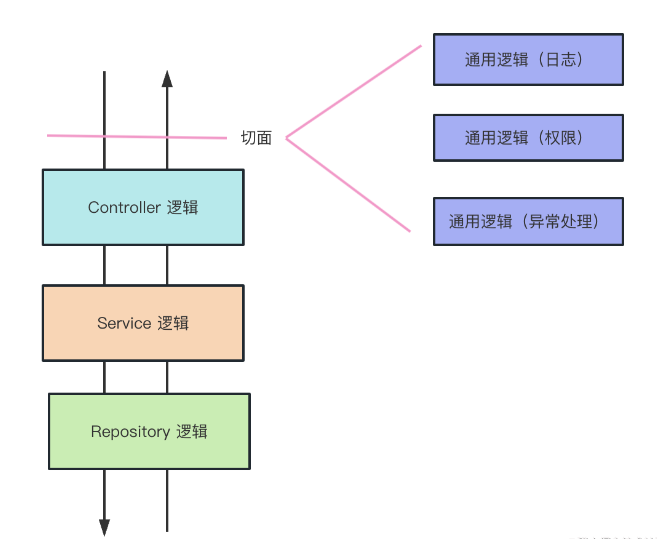 通用逻辑（日志）
切面
通用逻辑（权限）
Controller 逻辑
通用逻辑（异常处理）
Service 逻辑
Repository 逻辑